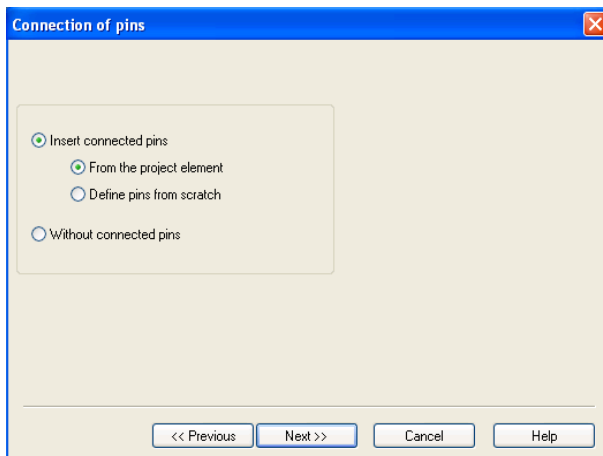 Connection of pins
Insert connected pins
From the project element
Define pins from scratch
Without connected pins
<< Previous Next >> Cancel Help